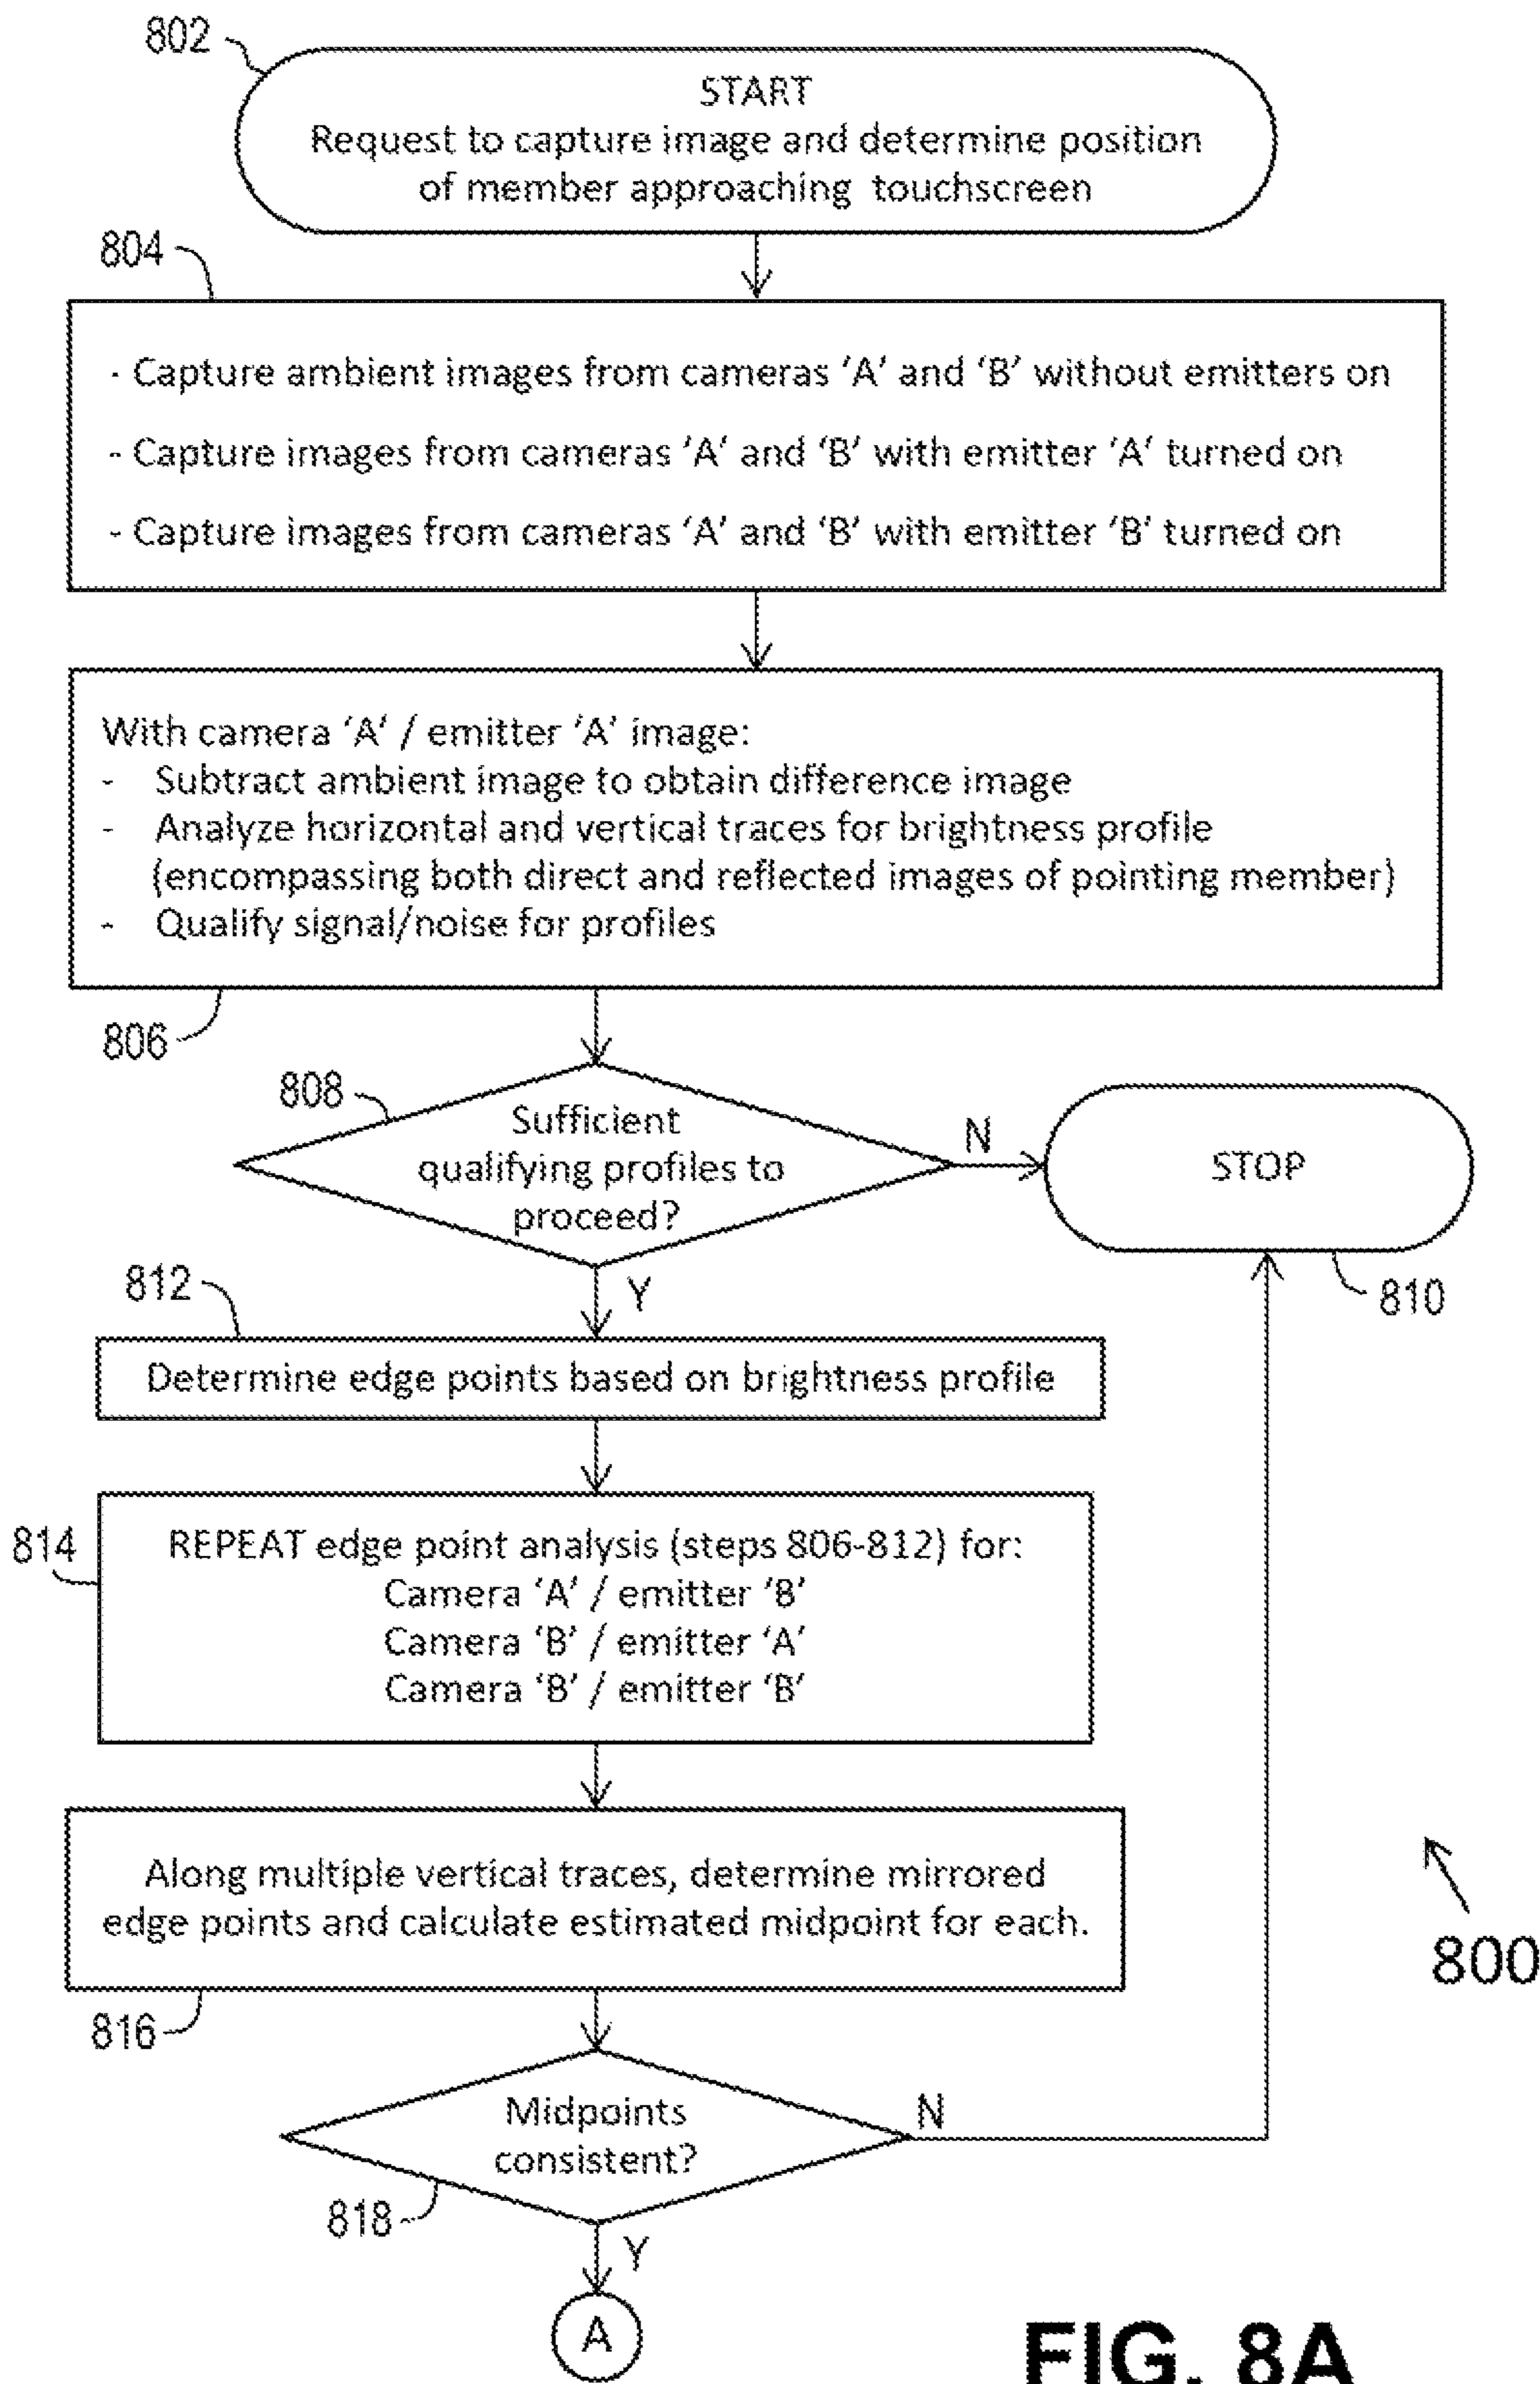 802
START
Request to capture image and determine position
of member approaching touchscreen
804
- Capture ambient images from cameras ‘A’ and ‘B’ without emitters on
- Capture images from cameras ‘A’ and ‘B’ with emitter ‘A’ turned on
- Capture images from cameras ‘A’ and ‘B’ with emitter ‘B’ turned on
With camera ‘A’ / emitter ‘A’ image:
- Subtract ambient image to obtain difference image
- Analyze horizontal and vertical traces for brightness profile
(encompassing both direct and reflected images of pointing member)
- Qualify signal/noise for profiles
806
808
Sufficient
qualifying profiles to
proceed?
N
STOP
810
Y
812
Determine edge points based on brightness profile
814
REPEAT edge point analysis (steps 806-812) for:
Camera ‘A’ / emitter ‘B’
Camera ‘B’ / emitter ‘A’
Camera ‘B’ / emitter ‘B’
Along multiple vertical traces, determine mirrored
edge points and calculate estimated midpoint for each.
816
800
Midpoints
consistent?
N
818
Y
A
FIG. 8A